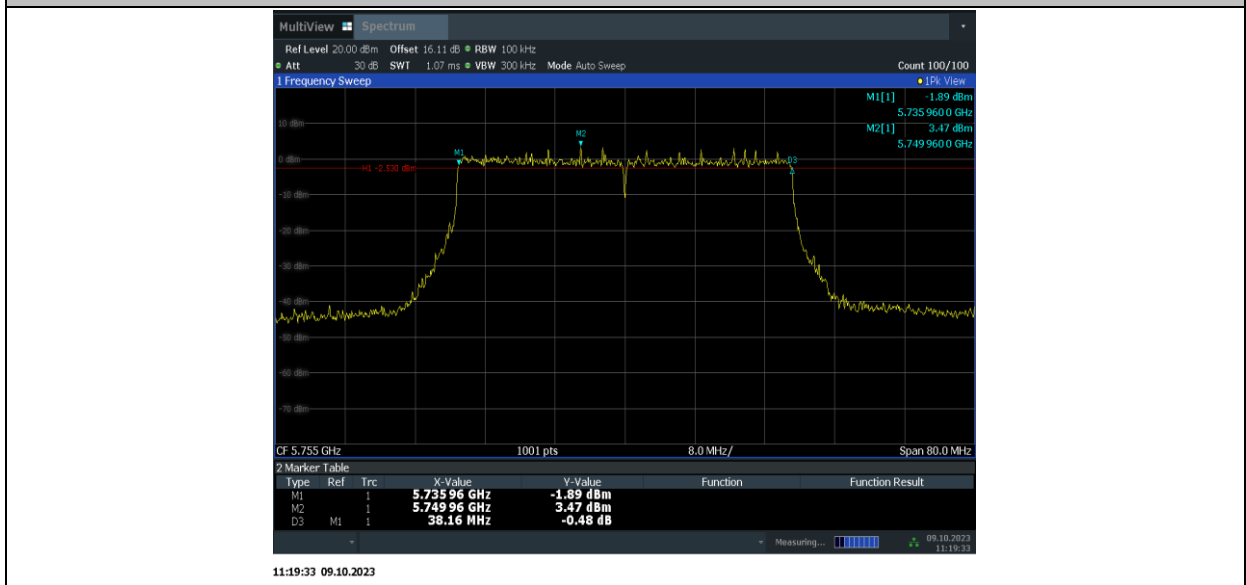 MultiView Spectrum
Ref Level 20.00 dBm Offset 16.11 dB RBW 100 kHz
Att 30 dB SWT 1.07 ms VBW 300 kHz Mode Auto Sweep Count 100/100
1 Frequency Sweep 1Pk View
M1[1] -1.89 dBm
5.735 960 0 GHz
10 dBm
M2[1] 3.47 dBm
M2
5.749 960 0 GHz
M1
0 dBm
D3
H1 -2.530 dBm
-10 dBm
-20 dBm
-30 dBm
-40 dBm
-50 dBm
-60 dBm
-70 dBm
CF 5.755 GHz 1001 pts 8.0 MHz/ Span 80.0 MHz
2 Marker Table
Type Ref Trc X-Value Y-Value Function Function Result
M1 1 5.735 96 GHz -1.89 dBm
M2 1 5.749 96 GHz 3.47 dBm
D3 M1 1 38.16 MHz -0.48 dB
Measuring... 09.10.2023
11:19:33
11:19:33 09.10.2023